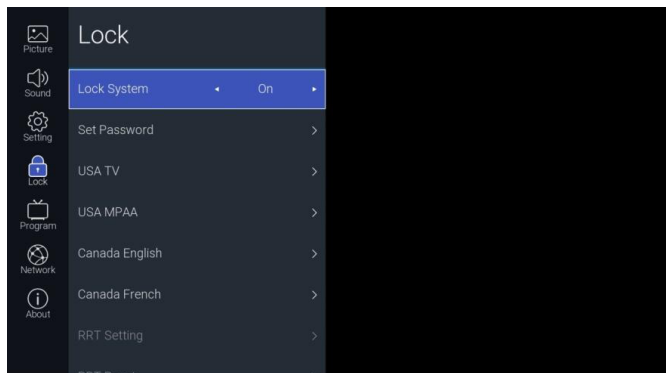 Lock
Picture
Sound
Lock System On
Setting
Set Password
Lock
USA TV
Program
USA MPAA
Network
Canada English
About
Canada French
RRT Setting